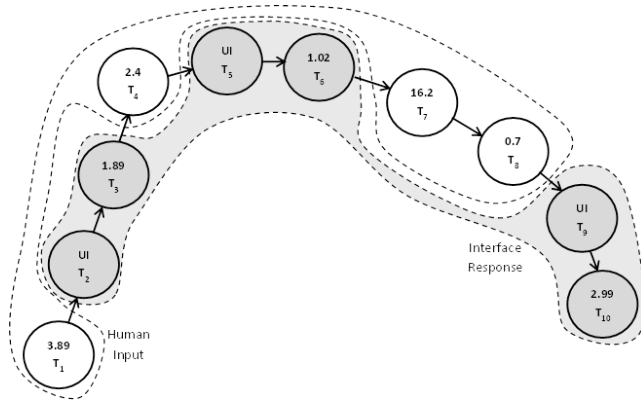 UI
T5
1.02
T6
2.4
T4
16.2
T7
0.7
T8
1.89
T3
UI
T9
UI
T2
Interface
Response
2.99
T10
Human
Input
3.89
T1